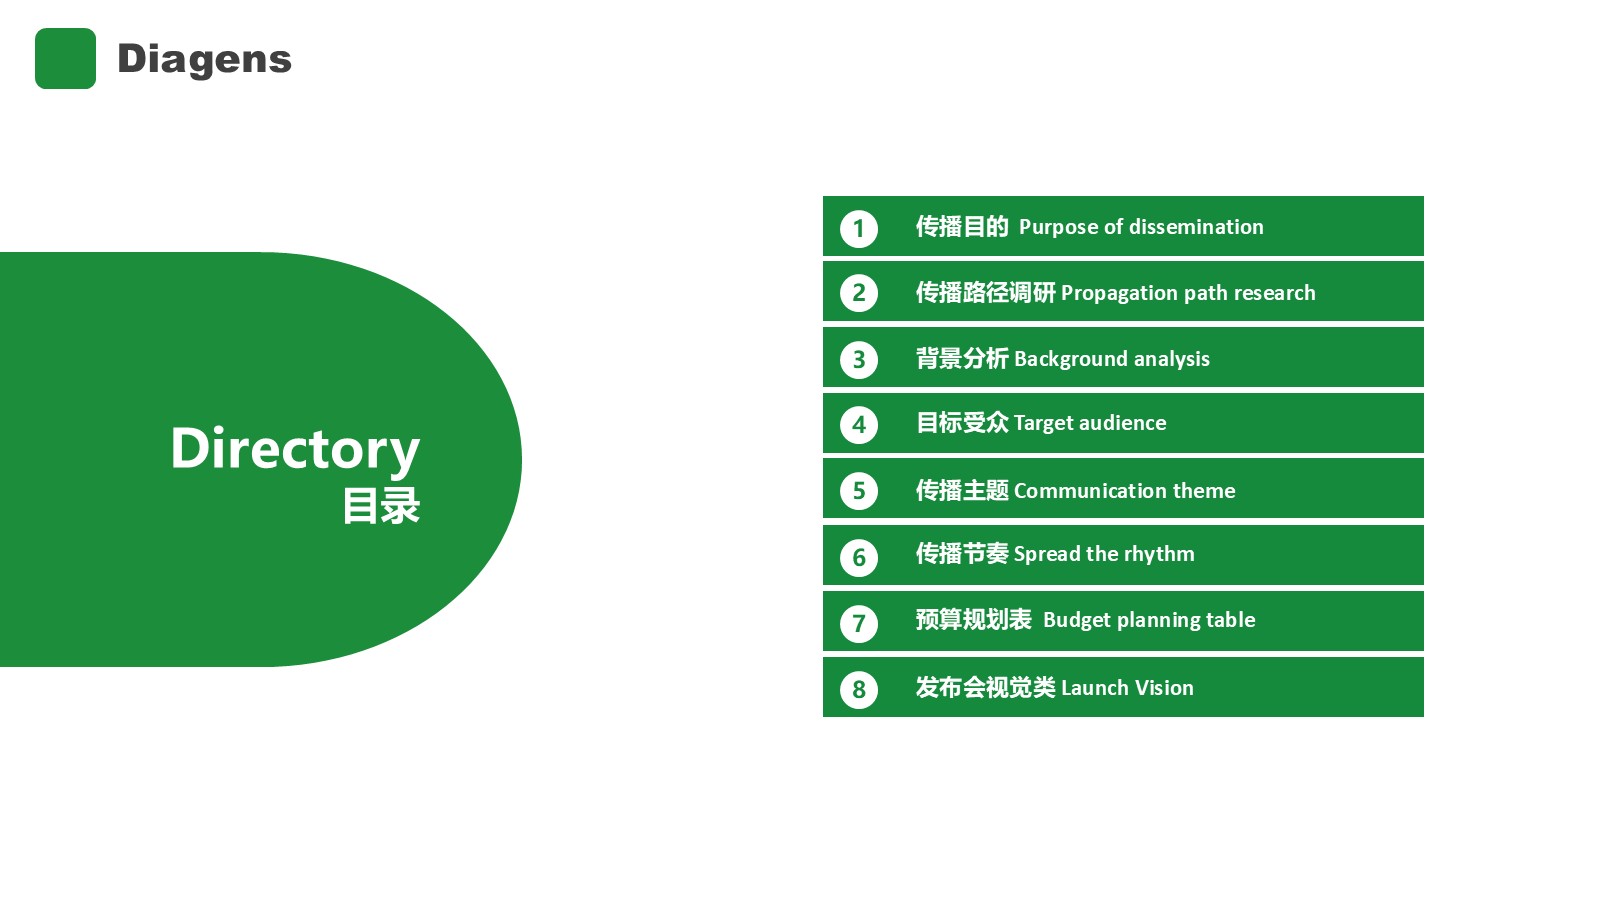 Diagens
Directory
目录
1 传播目的 Purpose of dissemination
2 传播路径调研 Propagation path research
3 背景分析 Background analysis
4 目标受众 Target audience
5 传播主题 Communication theme
6 传播节奏 Spread the rhythm
7 预算规划表 Budget planning table
8 发布会视觉类 Launch Vision